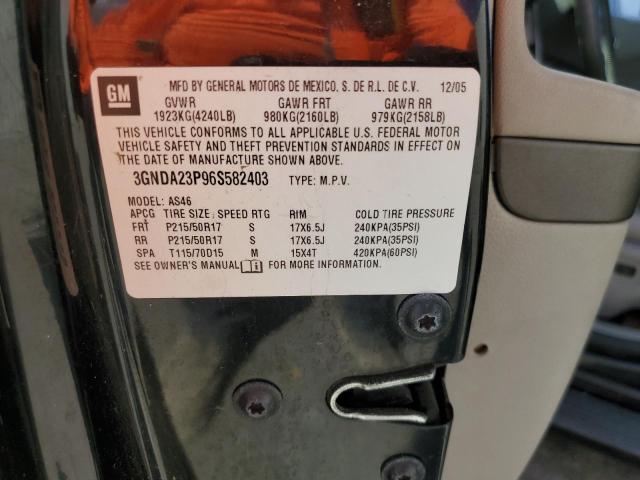 GM
MFD BY GENERAL MOTORS DE MEXICO, S. DE R.L. DE C.V. 12/05
GVWR GAWR FRT GAWR RR
1923KG(4240LB) 980KG(2160LB) 979KG(2158LB)
THIS VEHICLE CONFORMS TO ALL APPLICABLE U.S. FEDERAL MOTOR
VEHICLE SAFETY AND THEFT PREVENTION STANDARDS IN EFFECT
ON THE DATE OF MANUFACTURE SHOWN ABOVE.
3GNDA23P96S582403 TYPE: M.P.V.
MODEL: AS46
APCG TIRE SIZE: SPEED RTG RIM COLD TIRE PRESSURE
FRT P215/50R17 S 17X6.5J 240KPA(35PSI)
RR P215/50R17 S 17X6.5J 240KPA(35PSI)
SPA T115/70D15 M 15X4T 420KPA(60PSI)
SEE OWNER'S MANUAL FOR MORE INFORMATION.